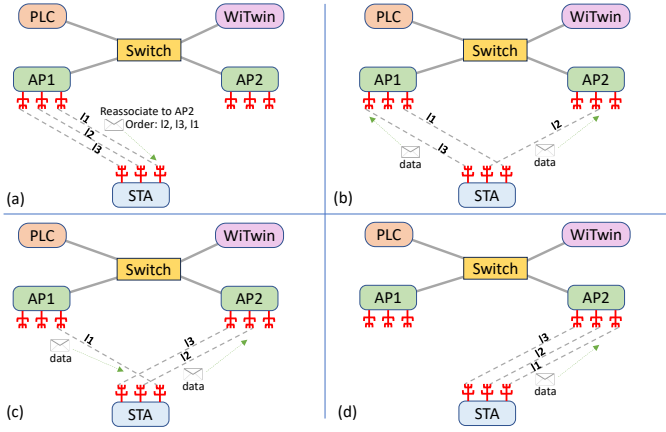 PLC
WiTwin
Switch
AP1
AP2
Reassociate to AP2
Order: l2, l3, l1
l1
l2
l3
(a)
STA
PLC
WiTwin
Switch
AP1
AP2
l1
l2
l3
data
data
(b)
STA
PLC
WiTwin
Switch
AP1
AP2
l1
l3
l2
data
data
(c)
STA
PLC
WiTwin
Switch
AP1
AP2
l3
l2
l1
data
(d)
STA